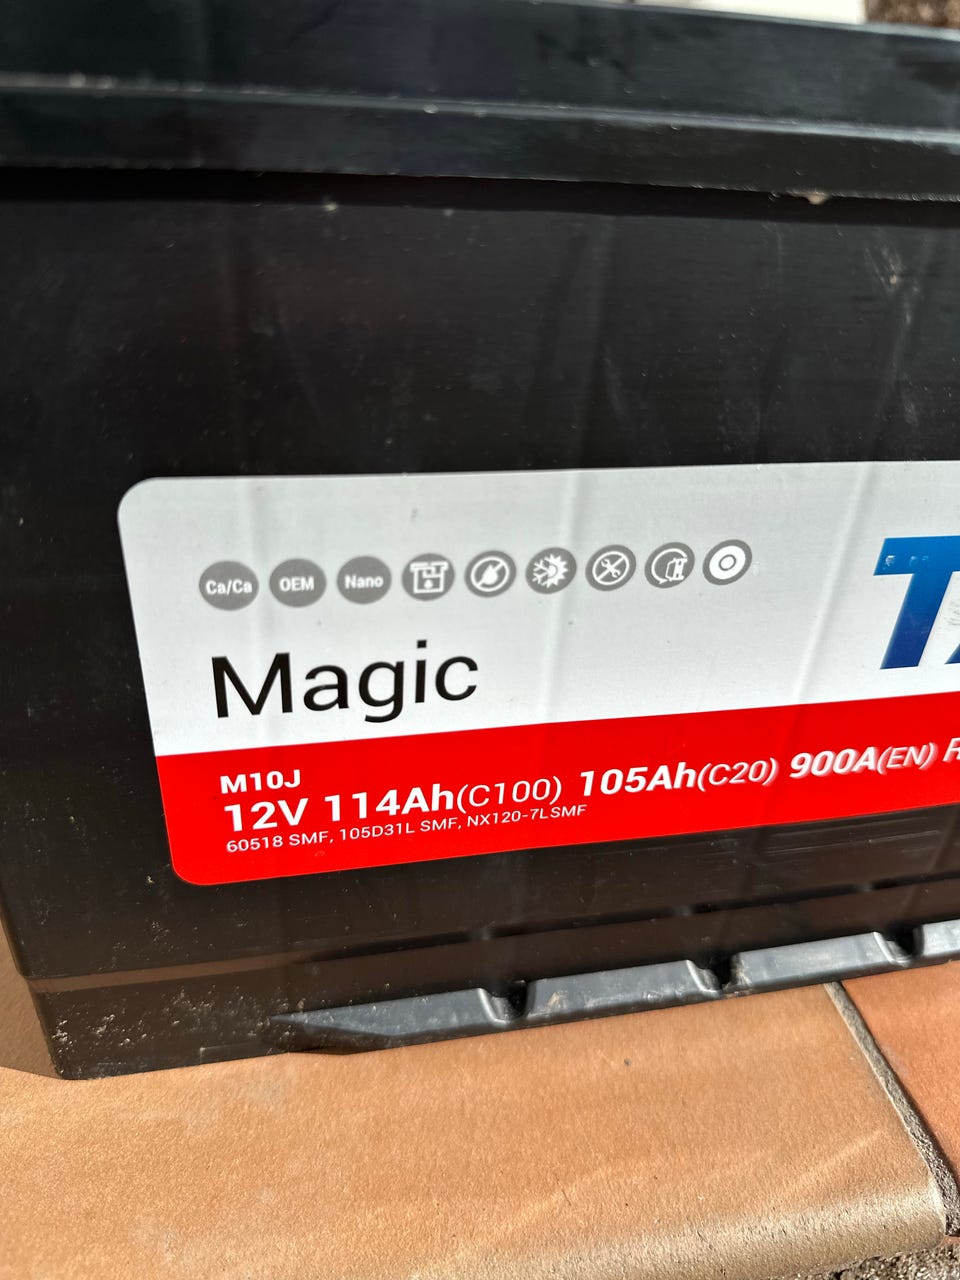 Ca/Ca OEM Nano
Magic
M10J
12V 114Ah(C100) 105Ah(C20) 900A(EN)
60518 SMF, 105D31L SMF, NX120-7LSMF